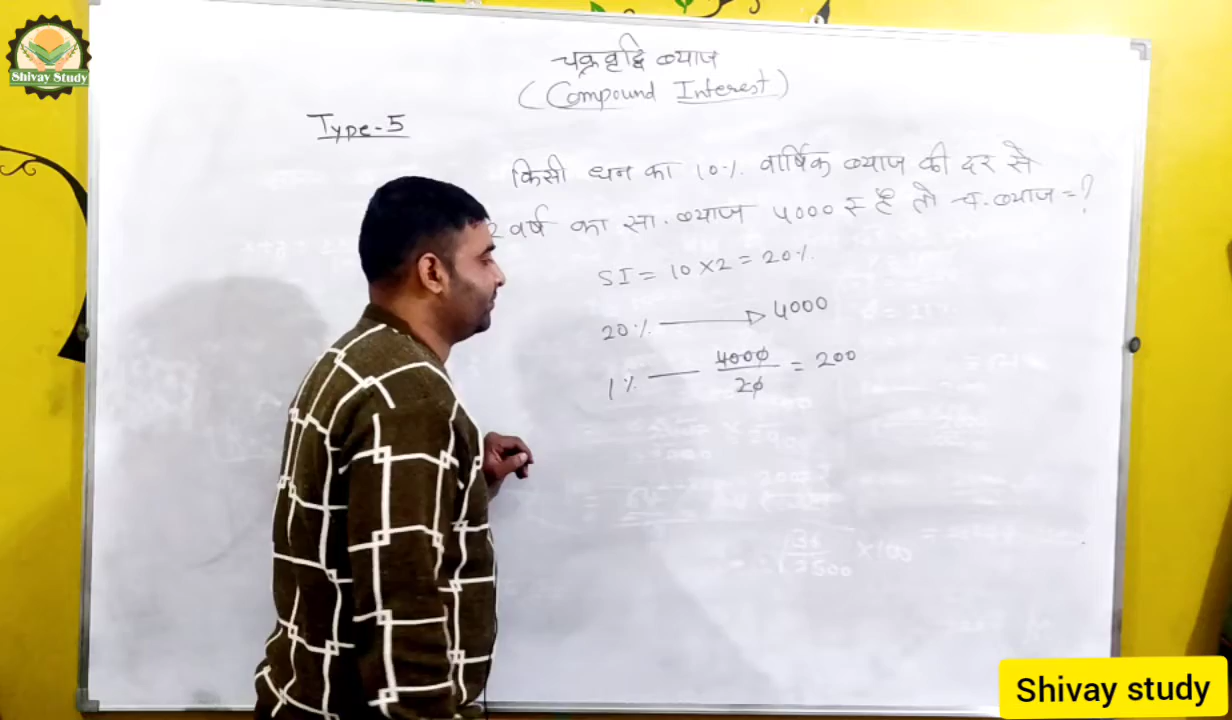 Shivay Study
चक्रवृद्धि ब्याज
(Compound Interest)
Type-5
किसी धन का 10% वार्षिक ब्याज की दर से
2 वर्ष का सा. ब्याज 4000 रु है तो च. ब्याज = ?
SI = 10 × 2 = 20%
20% → 4000
1% — 4000/20 = 200
Shivay study